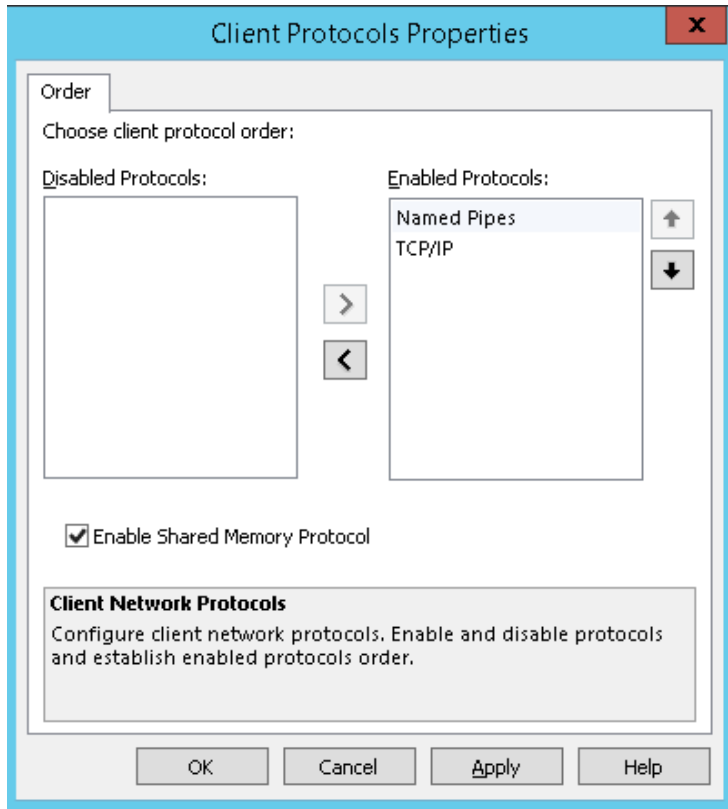 Client Protocols Properties
Order
Choose client protocol order:
Disabled Protocols:
Enabled Protocols:
Named Pipes
TCP/IP
Enable Shared Memory Protocol
Client Network Protocols
Configure client network protocols. Enable and disable protocols
and establish enabled protocols order.
OK
Cancel
Apply
Help